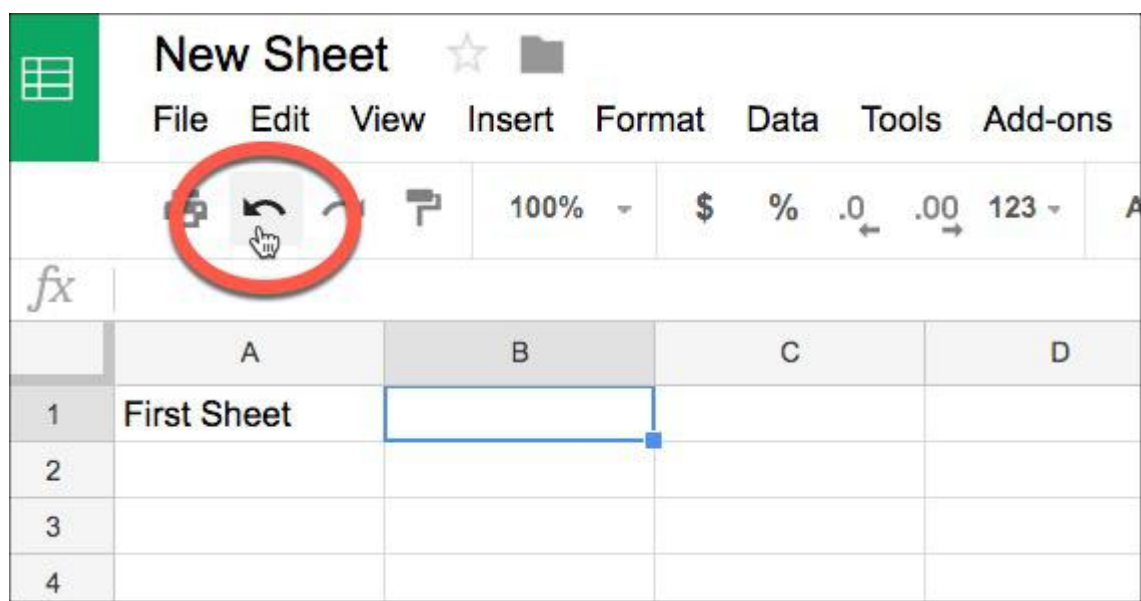 New Sheet
File Edit View Insert Format Data Tools Add-ons
100% $ % .0 .00 123 A
fx
A B C D
1 First Sheet
2
3
4